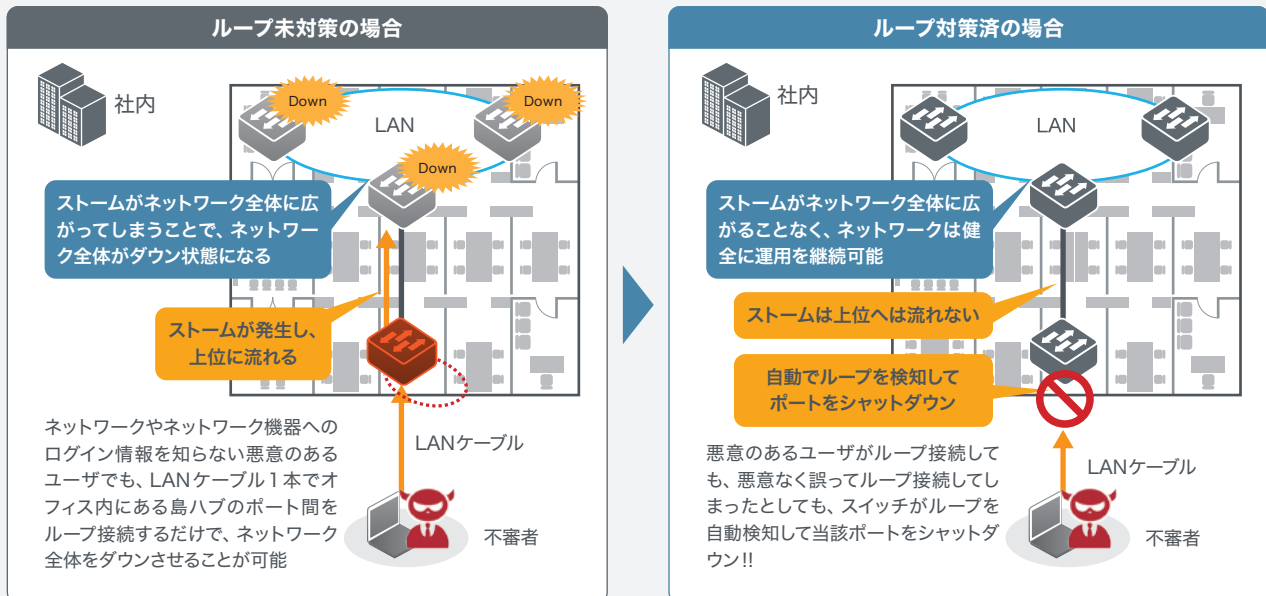 ループ未対策の場合
社内
Down
Down
LAN
Down
ストームがネットワーク全体に広
がってしまうことで、ネットワー
ク全体がダウン状態になる
ストームが発生し、
上位に流れる
ネットワークやネットワーク機器への
ログイン情報を知らない悪意のある
ユーザでも、LANケーブル1本でオ
フィス内にある島ハブのポート間を
ループ接続するだけで、ネットワーク
全体をダウンさせることが可能
LANケーブル
不審者
ループ対策済の場合
社内
LAN
ストームがネットワーク全体に広
がることなく、ネットワークは健
全に運用を継続可能
ストームは上位へは流れない
自動でループを検知して
ポートをシャットダウン
悪意のあるユーザがループ接続して
も、悪意なく誤ってループ接続してし
まったとしても、スイッチがループを
自動検知して当該ポートをシャットダ
ウン!!
LANケーブル
不審者